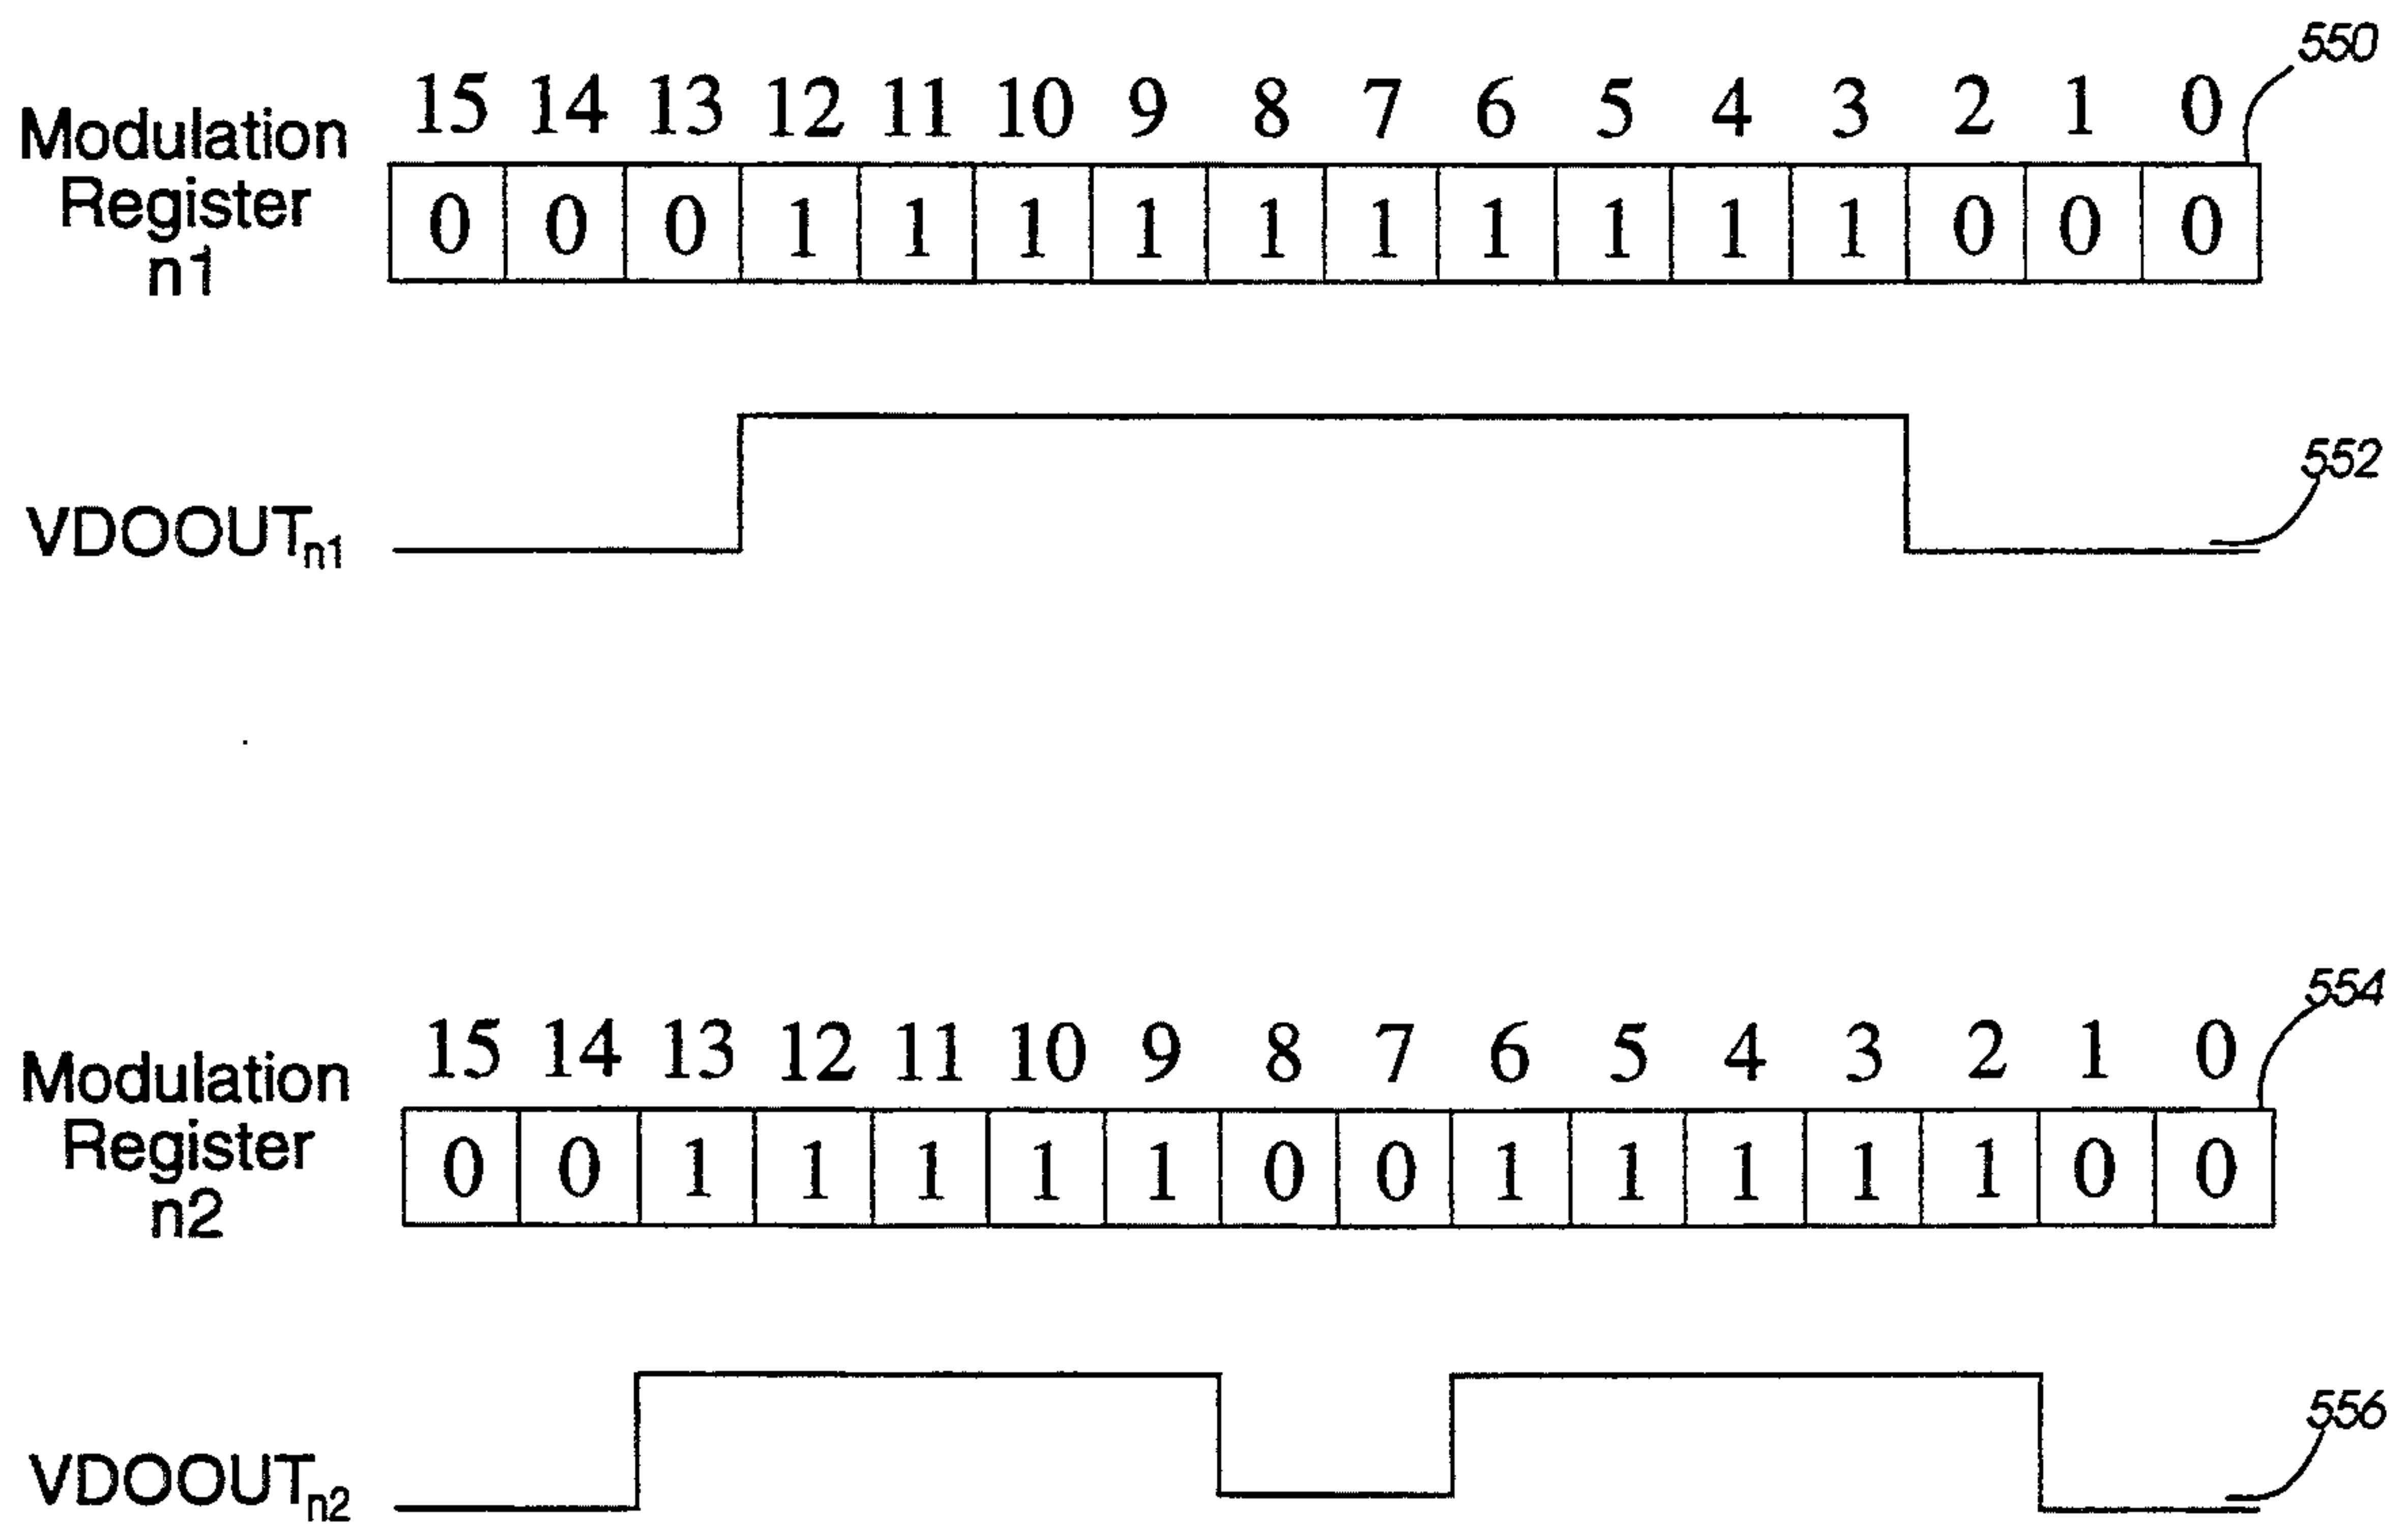 550
15 14 13 12 11 10 9 8 7 6 5 4 3 2 1 0
Modulation
Register
n1
0 0 0 1 1 1 1 1 1 1 1 1 1 0 0 0
552
VDOOUTn1
554
15 14 13 12 11 10 9 8 7 6 5 4 3 2 1 0
Modulation
Register
n2
0 0 1 1 1 1 1 0 0 1 1 1 1 1 0 0
556
VDOOUTn2